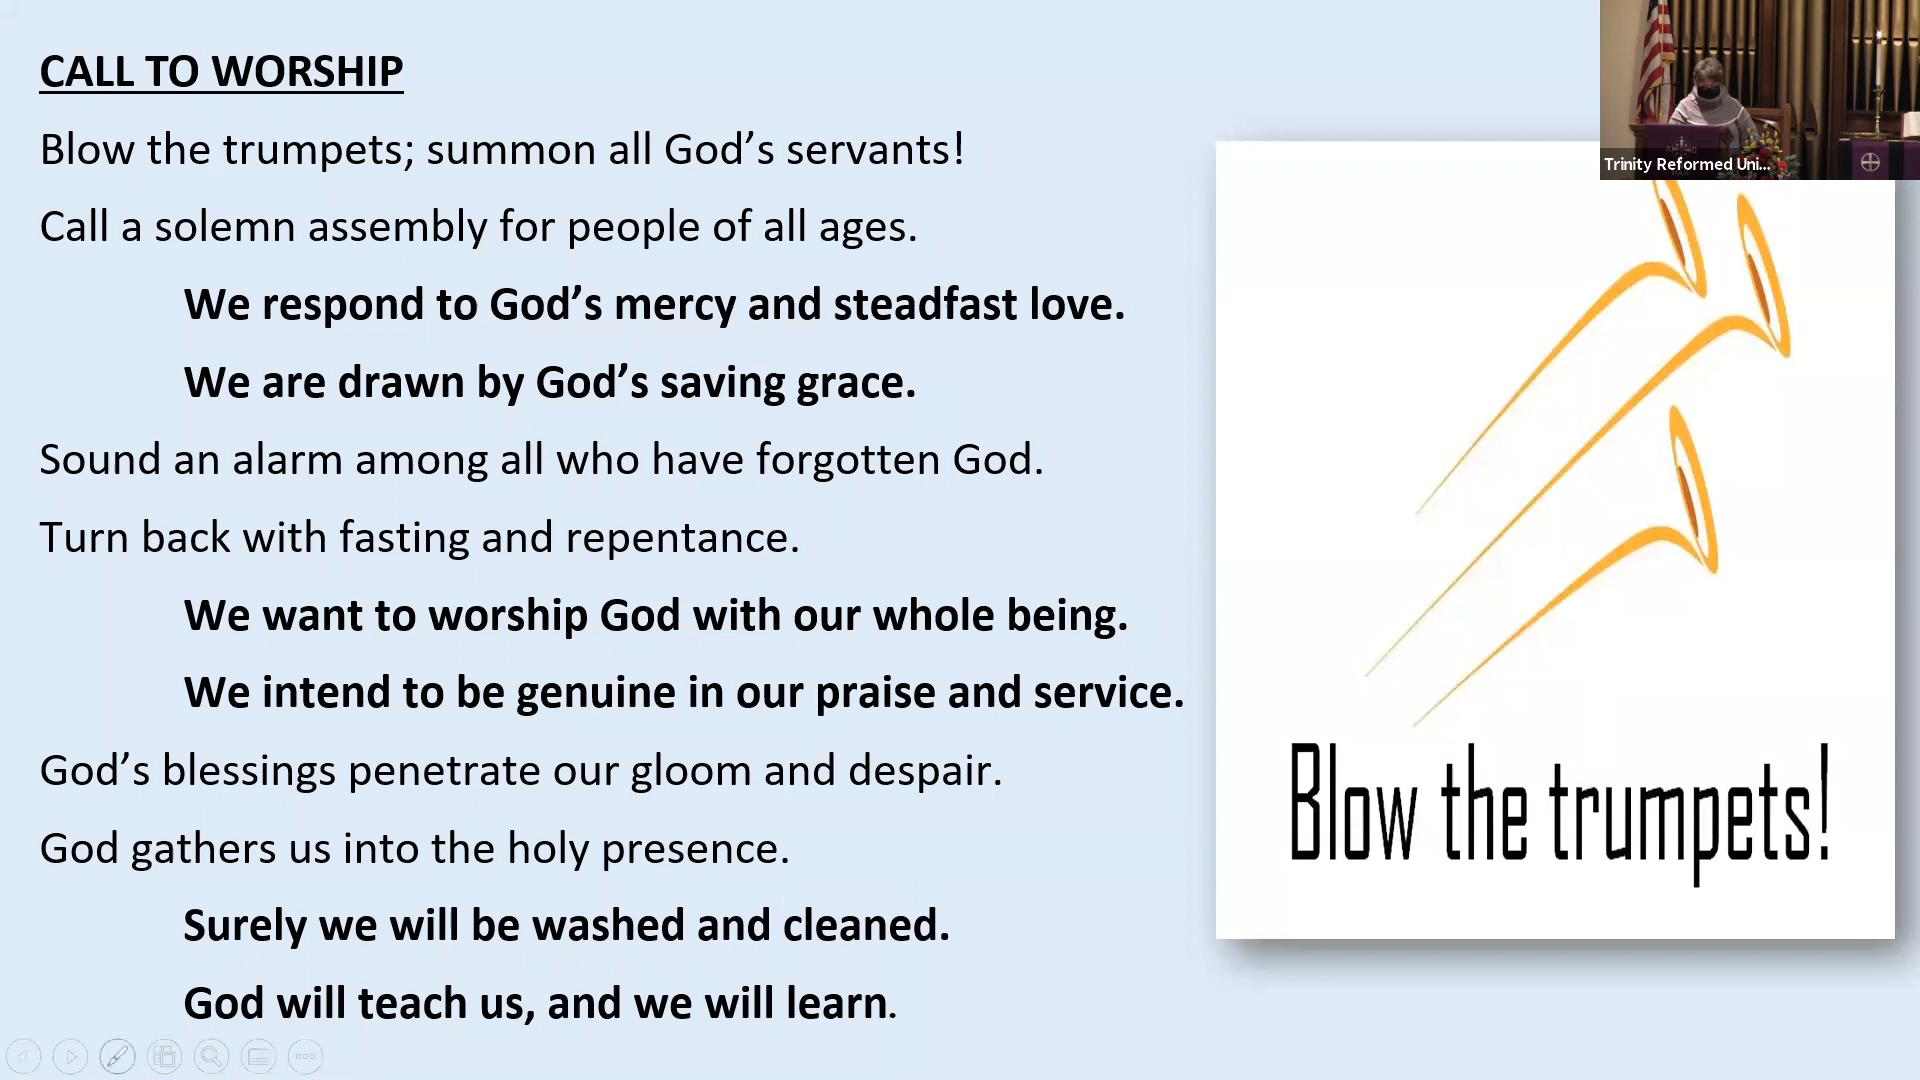 CALL TO WORSHIP
Blow the trumpets; summon all God’s servants!
Call a solemn assembly for people of all ages.
We respond to God’s mercy and steadfast love.
We are drawn by God’s saving grace.
Sound an alarm among all who have forgotten God.
Turn back with fasting and repentance.
We want to worship God with our whole being.
We intend to be genuine in our praise and service.
God’s blessings penetrate our gloom and despair.
God gathers us into the holy presence.
Surely we will be washed and cleaned.
God will teach us, and we will learn.
Trinity Reformed Uni...
Blow the trumpets!